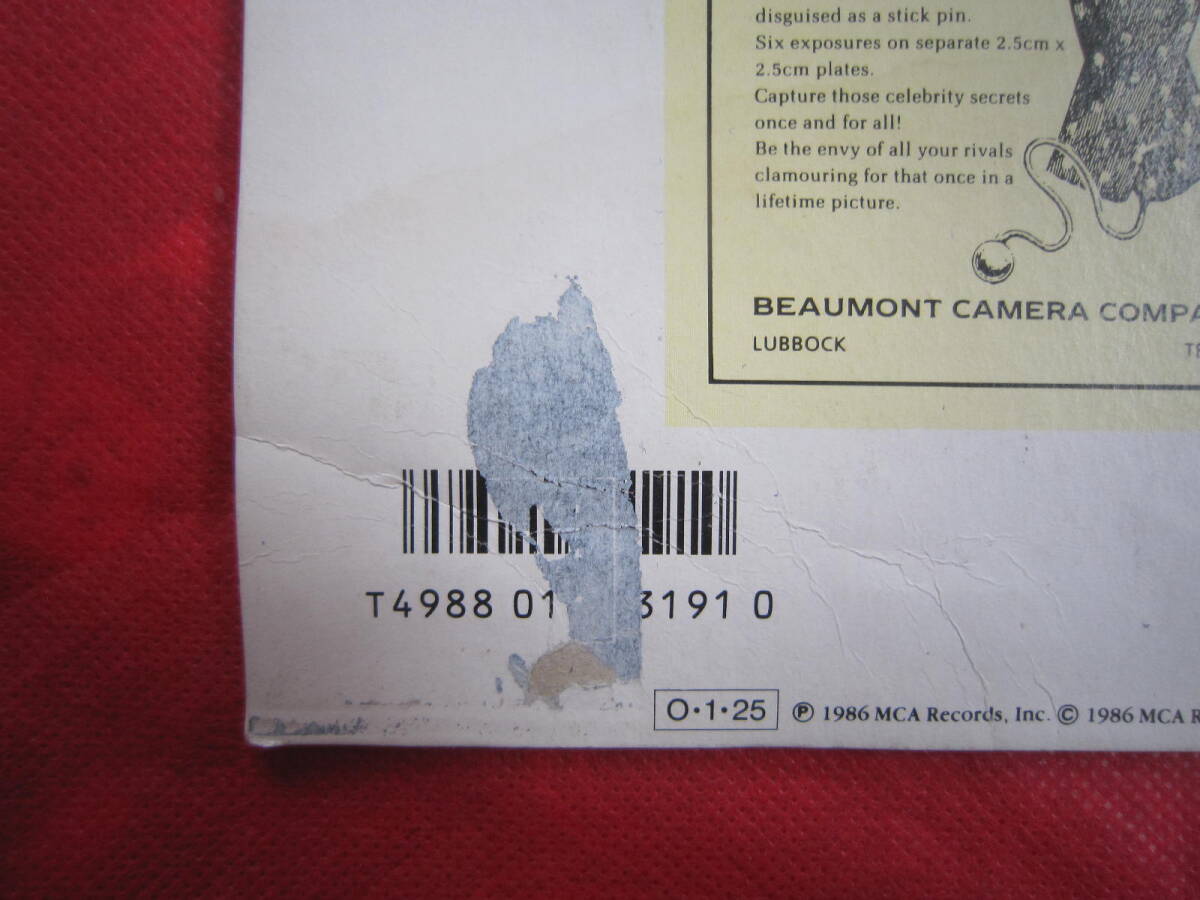 disguised as a stick pin.
Six exposures on separate 2.5cm x
2.5cm plates.
Capture those celebrity secrets
once and for all!
Be the envy of all your rivals
clamouring for that once in a
lifetime picture.
BEAUMONT CAMERA
LUBBOCK
T4988 01 3191 0
O·1·25 ℗ 1986 MCA Records, Inc. © 1986 MCA